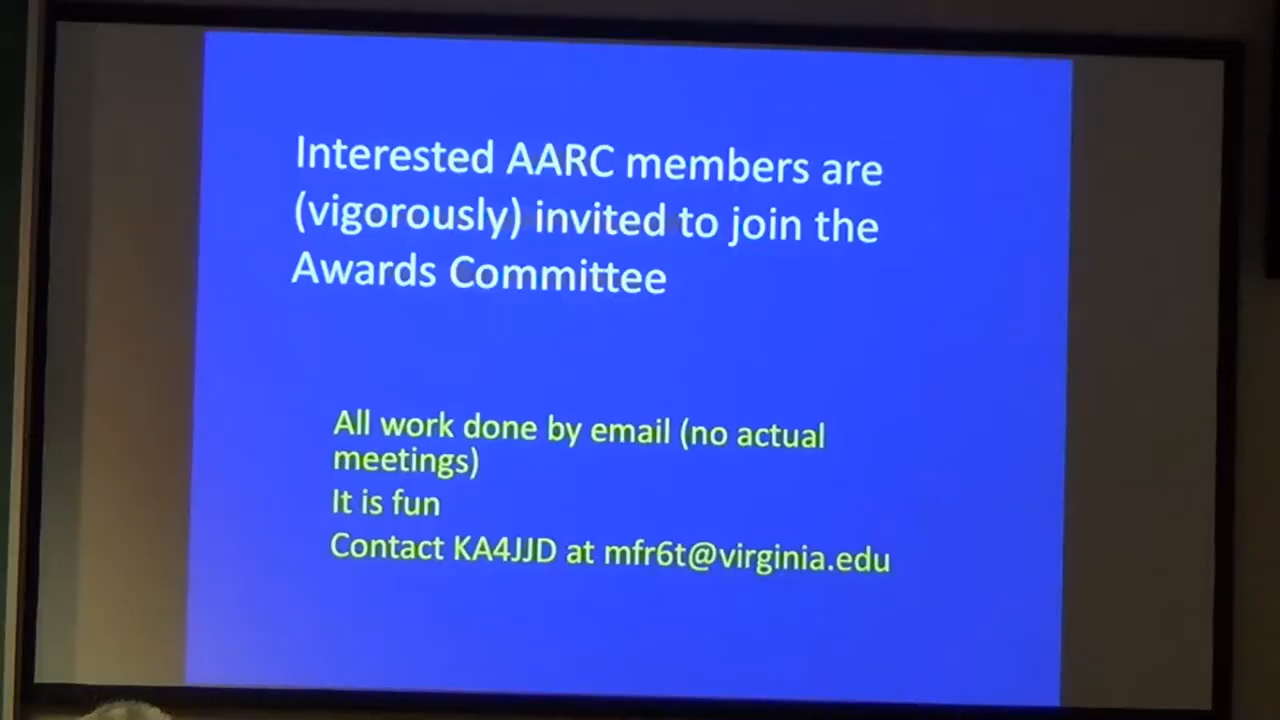 Interested AARC members are
(vigorously) invited to join the
Awards Committee
All work done by email (no actual
meetings)
It is fun
Contact KA4JJD at mfr6t@virginia.edu